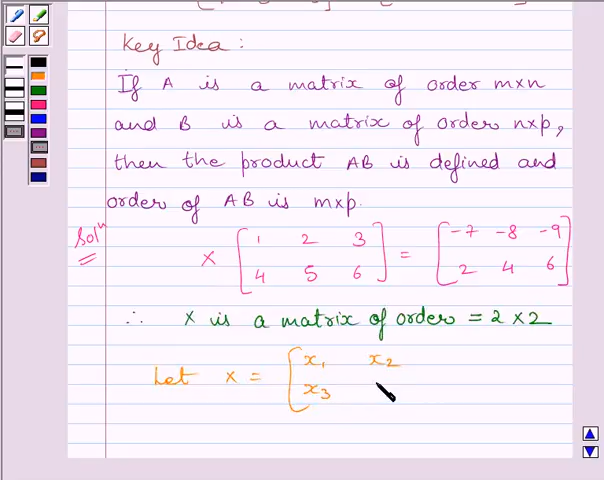 Key Idea :
If A is a matrix of order m×n
and B is a matrix of order n×p,
then the product AB is defined and
order of AB is m×p.
Solⁿ
X [ 1 2 3 ] = [ -7 -8 -9 ]
[ 4 5 6 ] [ 2 4 6 ]
∴ X is a matrix of order = 2×2
Let X = [ x₁ x₂
x₃